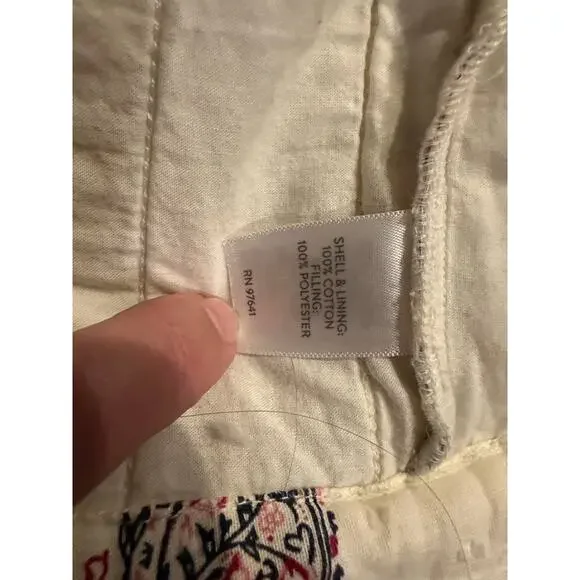 SHELL & LINING:
100% COTTON
FILLING:
100% POLYESTER
RN 97641